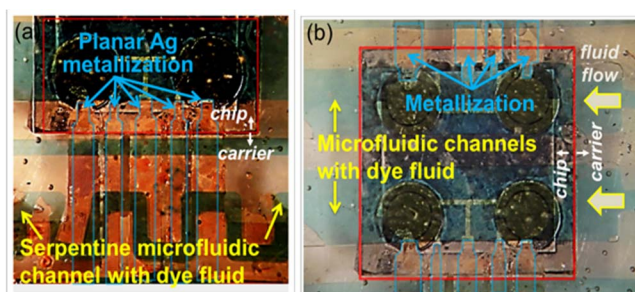 (a)
Planar Ag
metallization
chip
carrier
Serpentine microfluidic
channel with dye fluid
(b)
fluid
flow
Metallization
Microfluidic channels
with dye fluid
chip
carrier